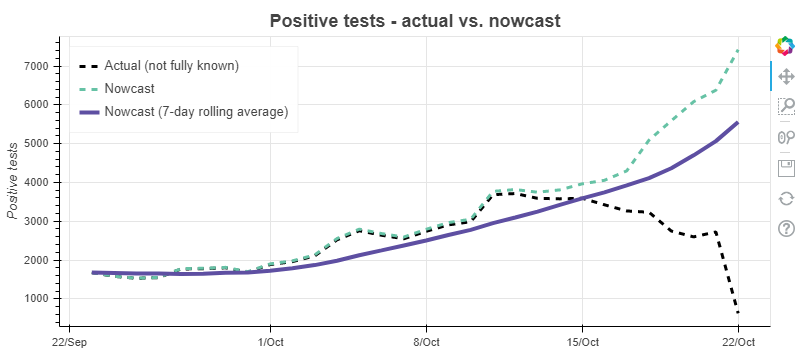 Positive tests - actual vs. nowcast
Actual (not fully known)
Nowcast
Nowcast (7-day rolling average)
Positive tests
7000
6000
5000
4000
3000
2000
1000
22/Sep
1/Oct
8/Oct
15/Oct
22/Oct